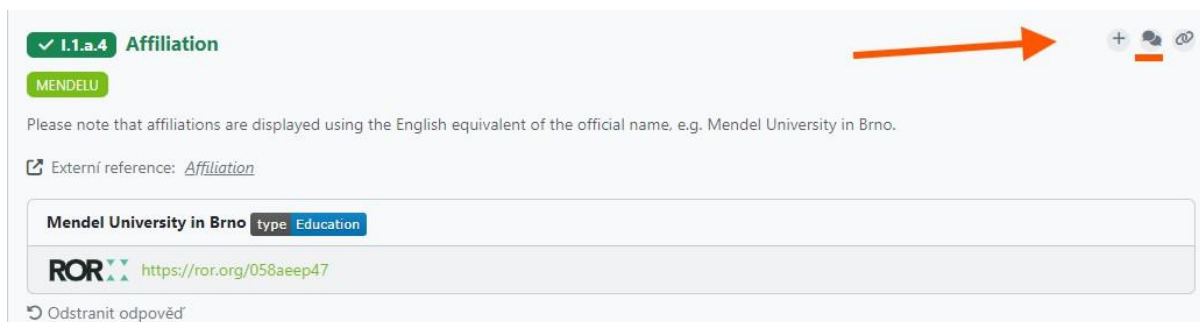 I.1.a.4 Affiliation
MENDELU
Please note that affiliations are displayed using the English equivalent of the official name, e.g. Mendel University in Brno.
Externí reference: Affiliation
Mendel University in Brno type Education
ROR https://ror.org/058aeep47
Odstranit odpověď